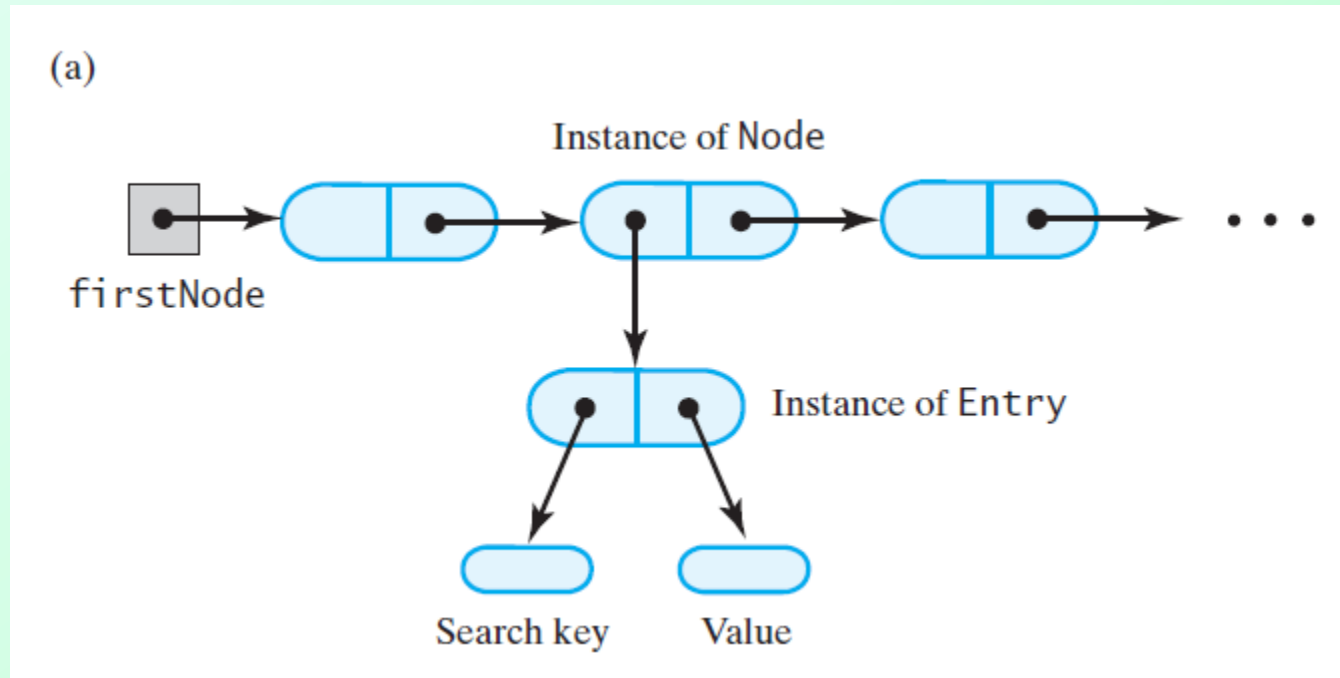 (a)
Instance of Node
firstNode
Instance of Entry
Search key
Value